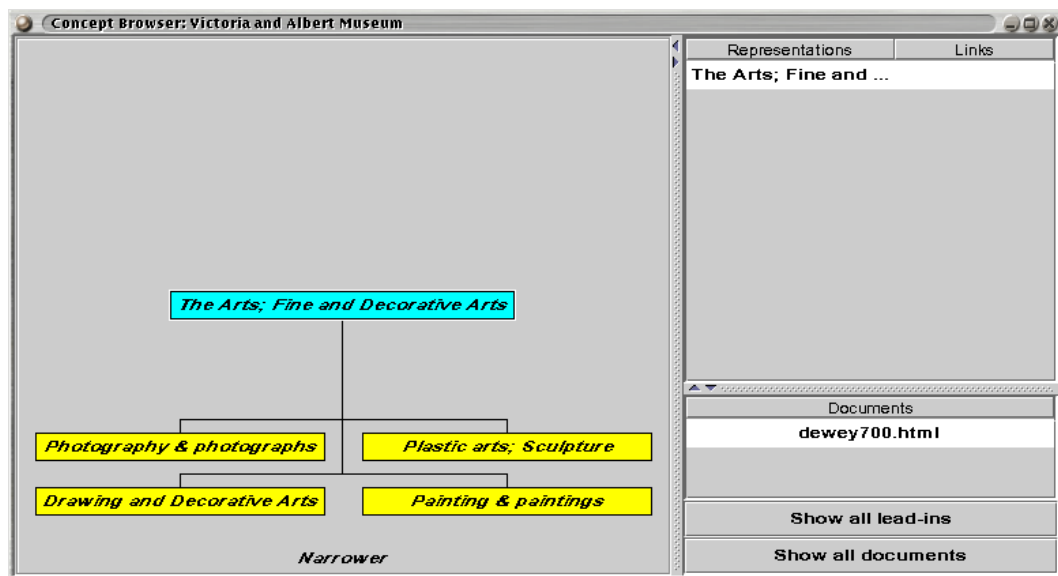 Concept Browser: Victoria and Albert Museum
The Arts; Fine and Decorative Arts
Photography & photographs
Plastic arts; Sculpture
Drawing and Decorative Arts
Painting & paintings
Narrower
Representations
Links
The Arts; Fine and ...
Documents
dewey700.html
Show all lead-ins
Show all documents